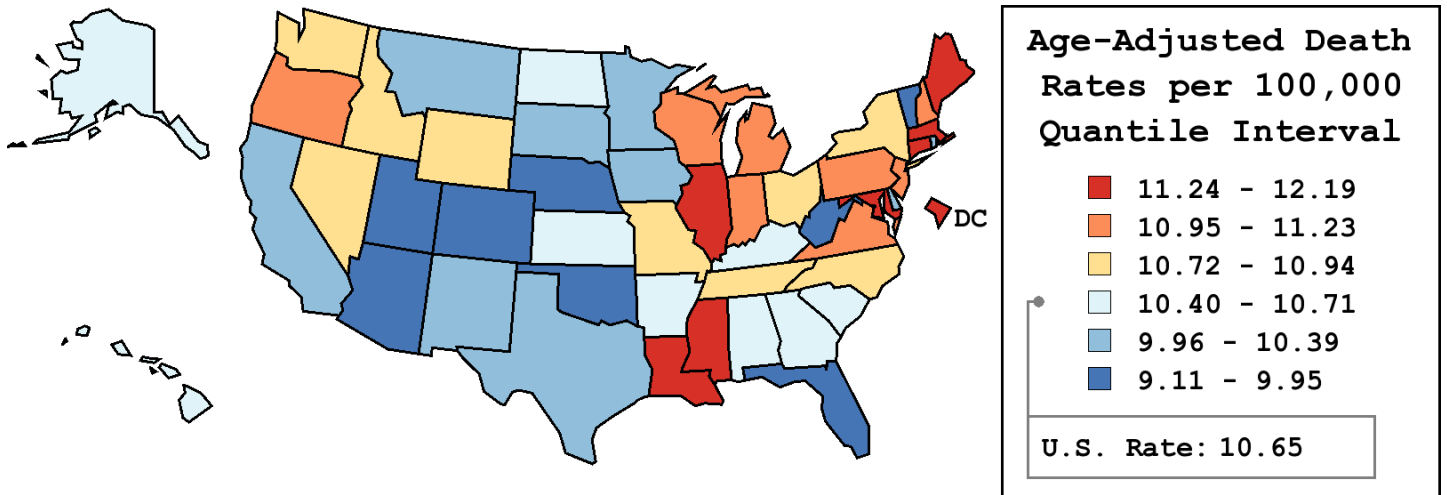 Age-Adjusted Death
Rates per 100,000
Quantile Interval
11.24 - 12.19
10.95 - 11.23
10.72 - 10.94
10.40 - 10.71
9.96 - 10.39
9.11 - 9.95
U.S. Rate: 10.65
DC